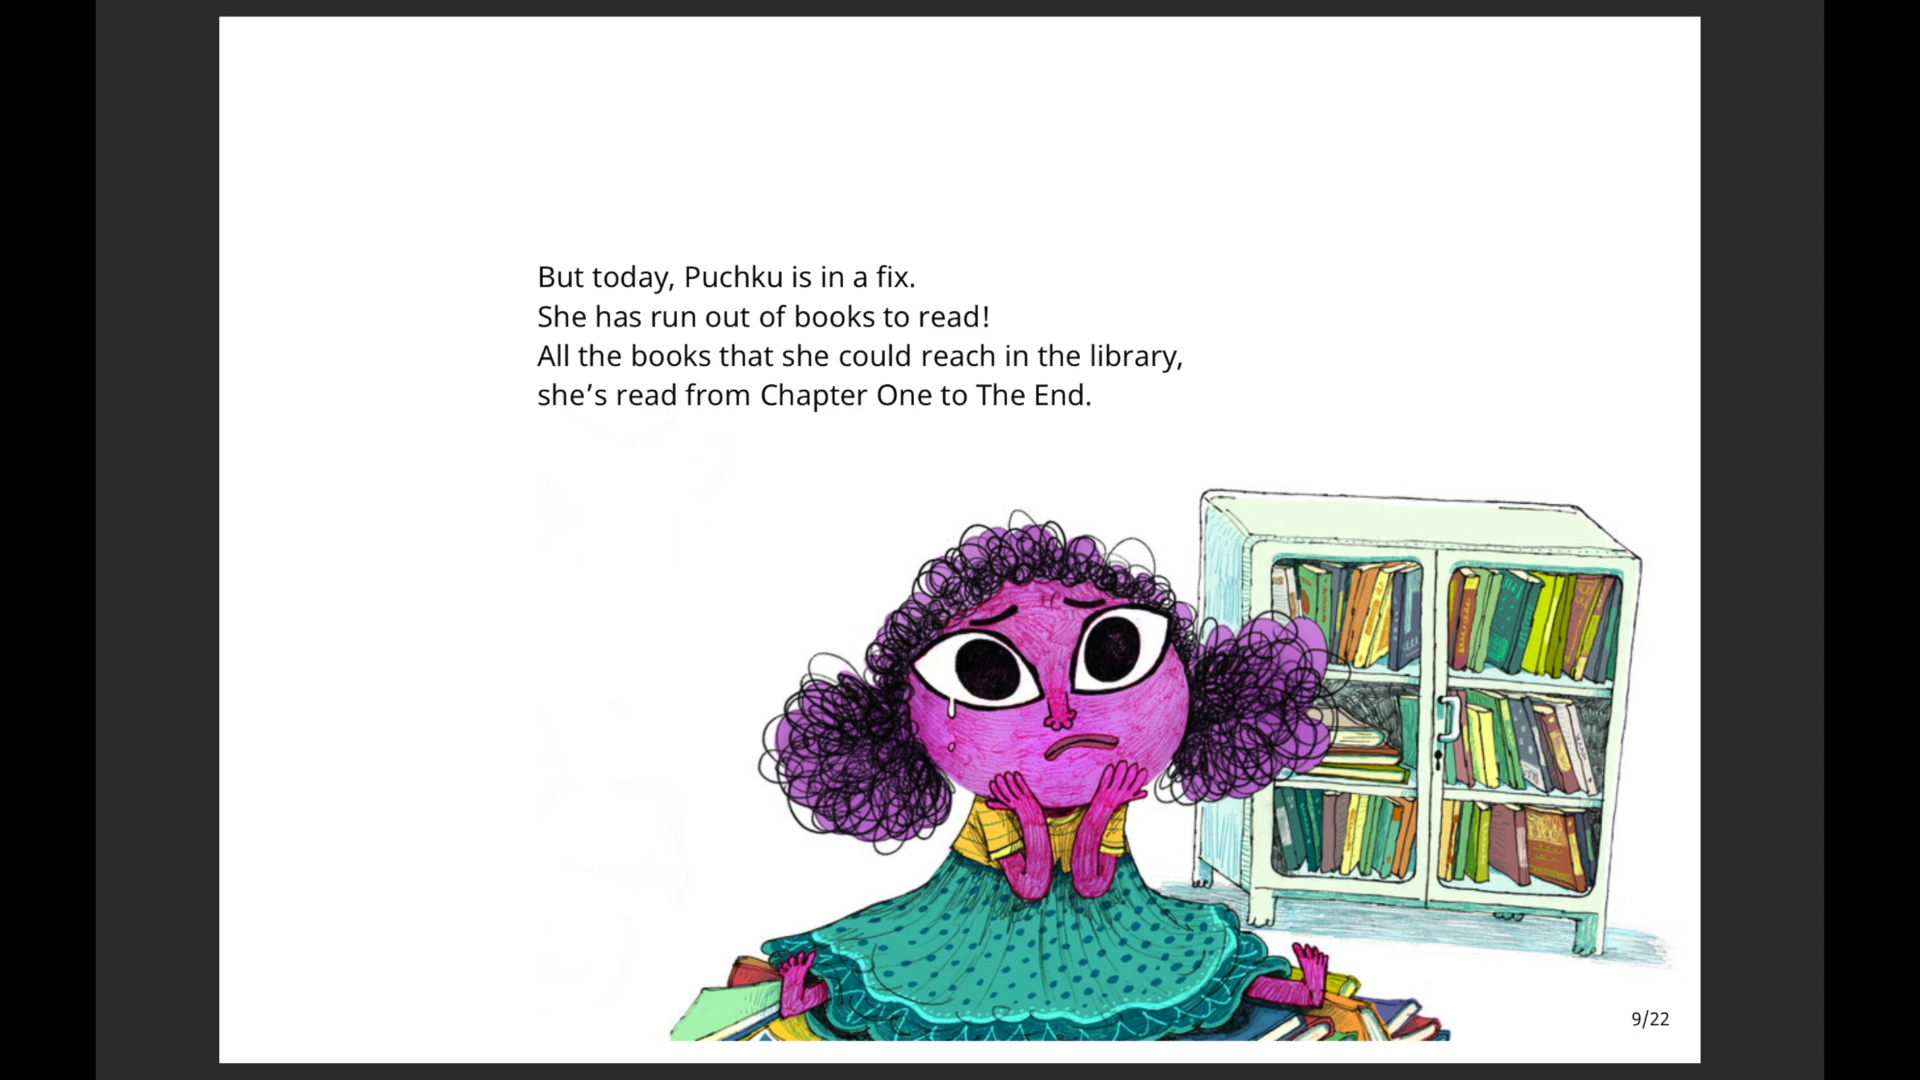 But today, Puchku is in a fix.
She has run out of books to read!
All the books that she could reach in the library,
she’s read from Chapter One to The End.
9/22